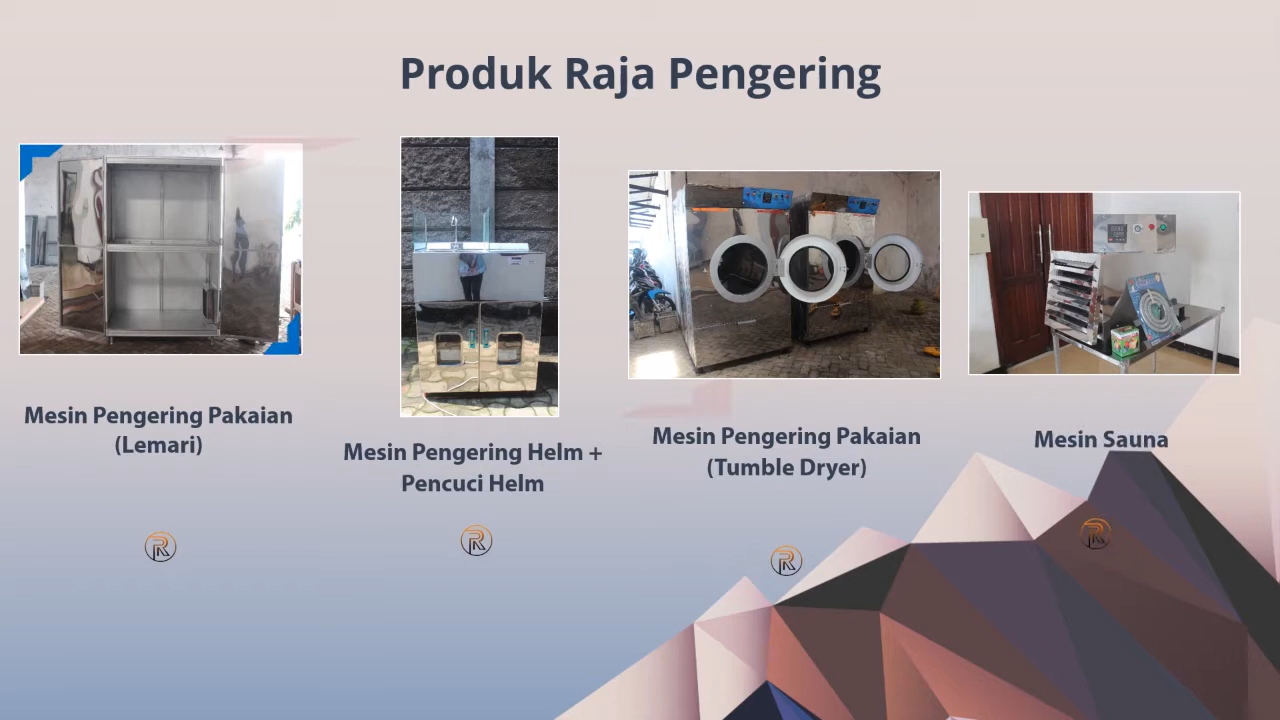 Produk Raja Pengering
Mesin Pengering Pakaian
(Lemari)
Mesin Pengering Helm +
Pencuci Helm
Mesin Pengering Pakaian
(Tumble Dryer)
Mesin Sauna